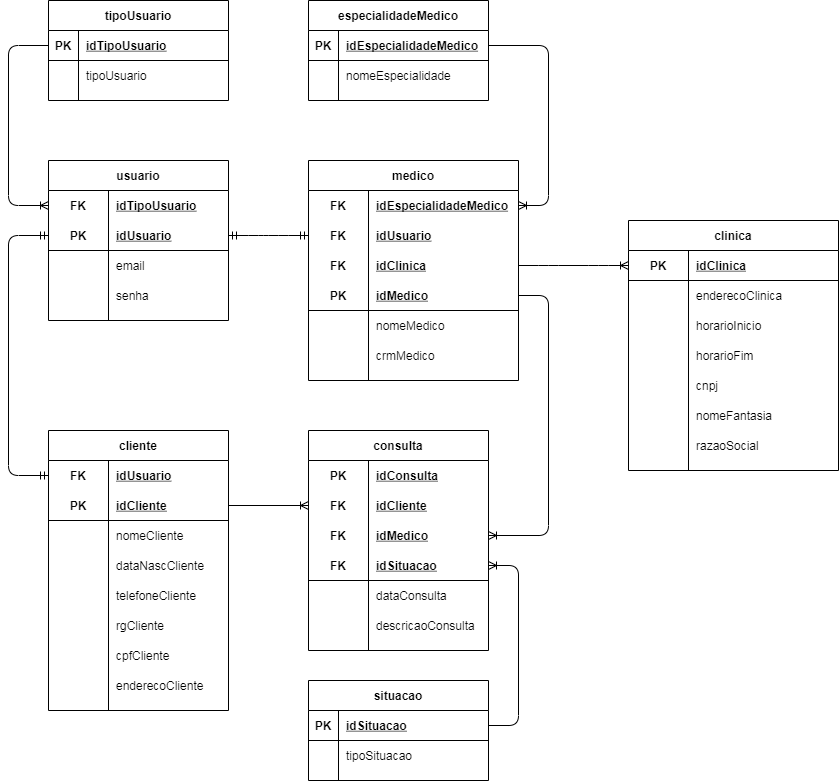 tipoUsuario
PK idTipoUsuario
tipoUsuario
especialidadeMedico
PK idEspecialidadeMedico
nomeEspecialidade
usuario
FK idTipoUsuario
PK idUsuario
email
senha
medico
FK idEspecialidadeMedico
FK idUsuario
FK idClinica
PK idMedico
nomeMedico
crmMedico
clinica
PK idClinica
enderecoClinica
horarioInicio
horarioFim
cnpj
nomeFantasia
razaoSocial
cliente
FK idUsuario
PK idCliente
nomeCliente
dataNascCliente
telefoneCliente
rgCliente
cpfCliente
enderecoCliente
consulta
PK idConsulta
FK idCliente
FK idMedico
FK idSituacao
dataConsulta
descricaoConsulta
situacao
PK idSituacao
tipoSituacao